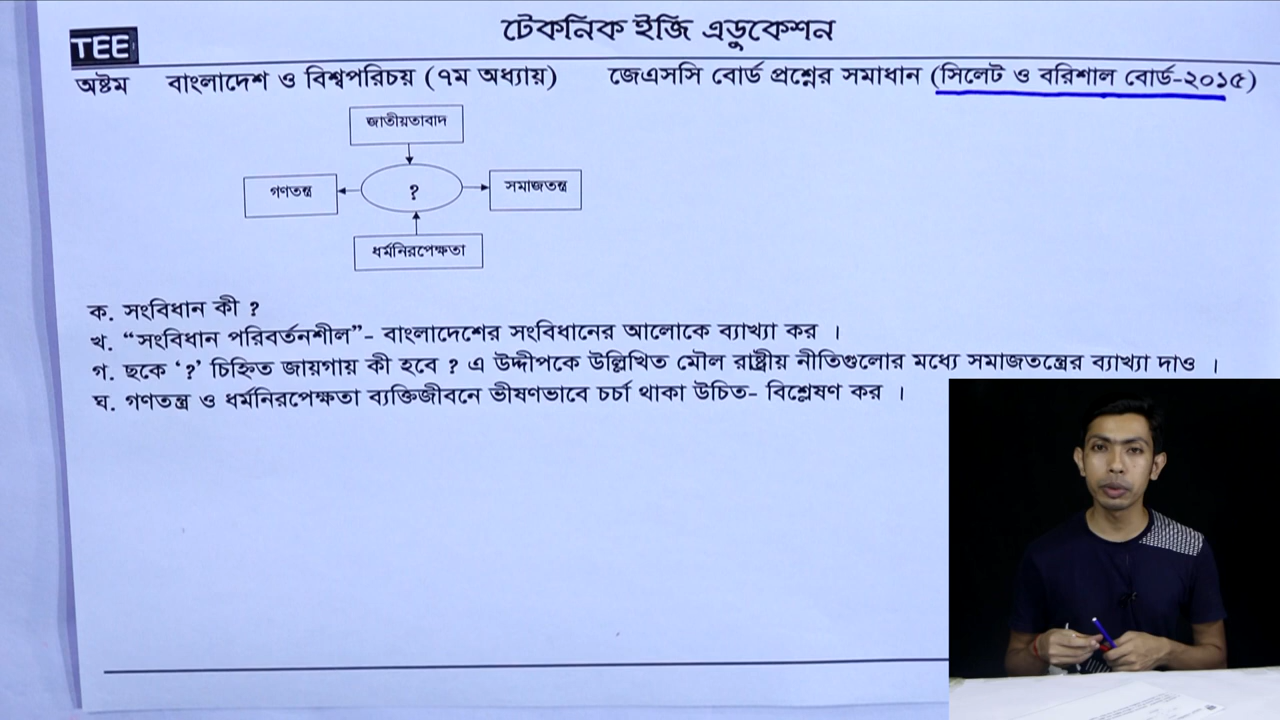 টেকনিক ইজি এডুকেশন
TEE
অষ্টম বাংলাদেশ ও বিশ্বপরিচয় (৭ম অধ্যায়) জেএসসি বোর্ড প্রশ্নের সমাধান (সিলেট ও বরিশাল বোর্ড-২০১৫)
জাতীয়তাবাদ
গণতন্ত্র ? সমাজতন্ত্র
ধর্মনিরপেক্ষতা
ক. সংবিধান কী ?
খ. “সংবিধান পরিবর্তনশীল”- বাংলাদেশের সংবিধানের আলোকে ব্যাখ্যা কর ।
গ. ছকে ‘?’ চিহ্নিত জায়গায় কী হবে ? এ উদ্দীপকে উল্লিখিত মৌল রাষ্ট্রীয় নীতিগুলোর মধ্যে সমাজতন্ত্রের ব্যাখ্যা দাও ।
ঘ. গণতন্ত্র ও ধর্মনিরপেক্ষতা ব্যক্তিজীবনে ভীষণভাবে চর্চা থাকা উচিত- বিশ্লেষণ কর ।